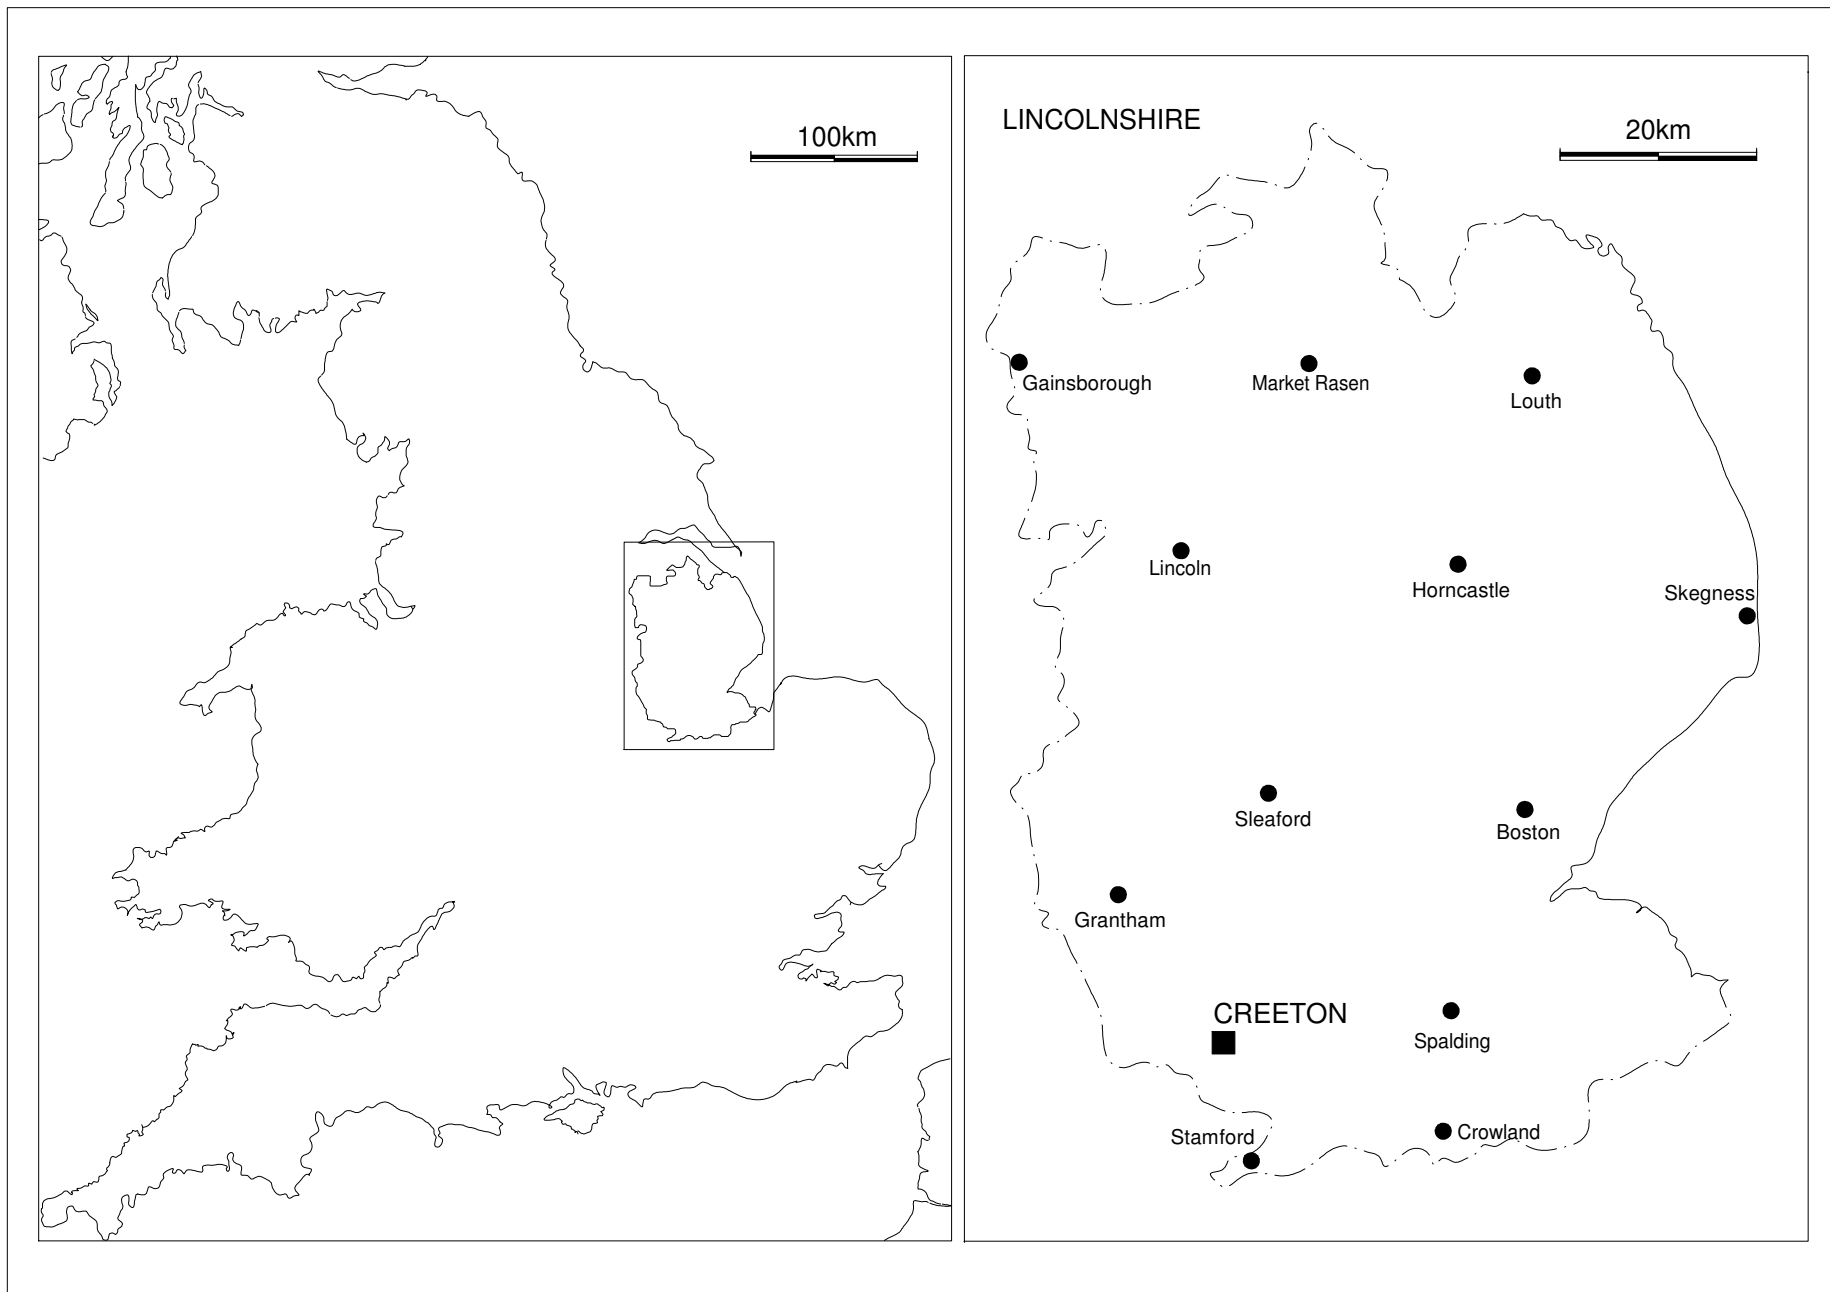 100km
LINCOLNSHIRE
20km
Gainsborough
Market Rasen
Louth
Lincoln
Horncastle
Skegness
Sleaford
Boston
Grantham
CREETON
Spalding
Stamford
Crowland